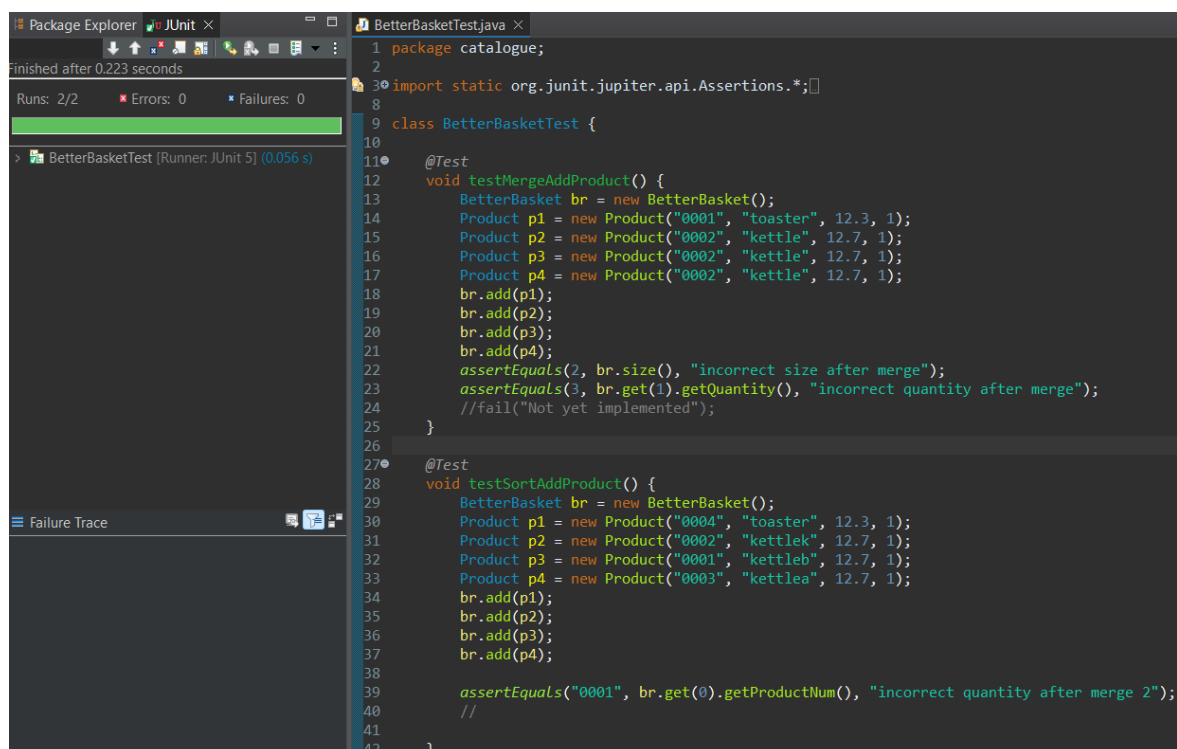 Package Explorer JUnit
Finished after 0.223 seconds
Runs: 2/2 Errors: 0 Failures: 0
BetterBasketTest [Runner: JUnit 5] (0.056 s)
Failure Trace
BetterBasketTest.java
1 package catalogue;
2
3 import static org.junit.jupiter.api.Assertions.*;
8
9 class BetterBasketTest {
10
11 @Test
12 void testMergeAddProduct() {
13 BetterBasket br = new BetterBasket();
14 Product p1 = new Product("0001", "toaster", 12.3, 1);
15 Product p2 = new Product("0002", "kettle", 12.7, 1);
16 Product p3 = new Product("0002", "kettle", 12.7, 1);
17 Product p4 = new Product("0002", "kettle", 12.7, 1);
18 br.add(p1);
19 br.add(p2);
20 br.add(p3);
21 br.add(p4);
22 assertEquals(2, br.size(), "incorrect size after merge");
23 assertEquals(3, br.get(1).getQuantity(), "incorrect quantity after merge");
24 //fail("Not yet implemented");
25 }
26
27 @Test
28 void testSortAddProduct() {
29 BetterBasket br = new BetterBasket();
30 Product p1 = new Product("0004", "toaster", 12.3, 1);
31 Product p2 = new Product("0002", "kettlek", 12.7, 1);
32 Product p3 = new Product("0001", "kettleb", 12.7, 1);
33 Product p4 = new Product("0003", "kettlea", 12.7, 1);
34 br.add(p1);
35 br.add(p2);
36 br.add(p3);
37 br.add(p4);
38
39 assertEquals("0001", br.get(0).getProductNum(), "incorrect quantity after merge 2");
40 //
41
42 }